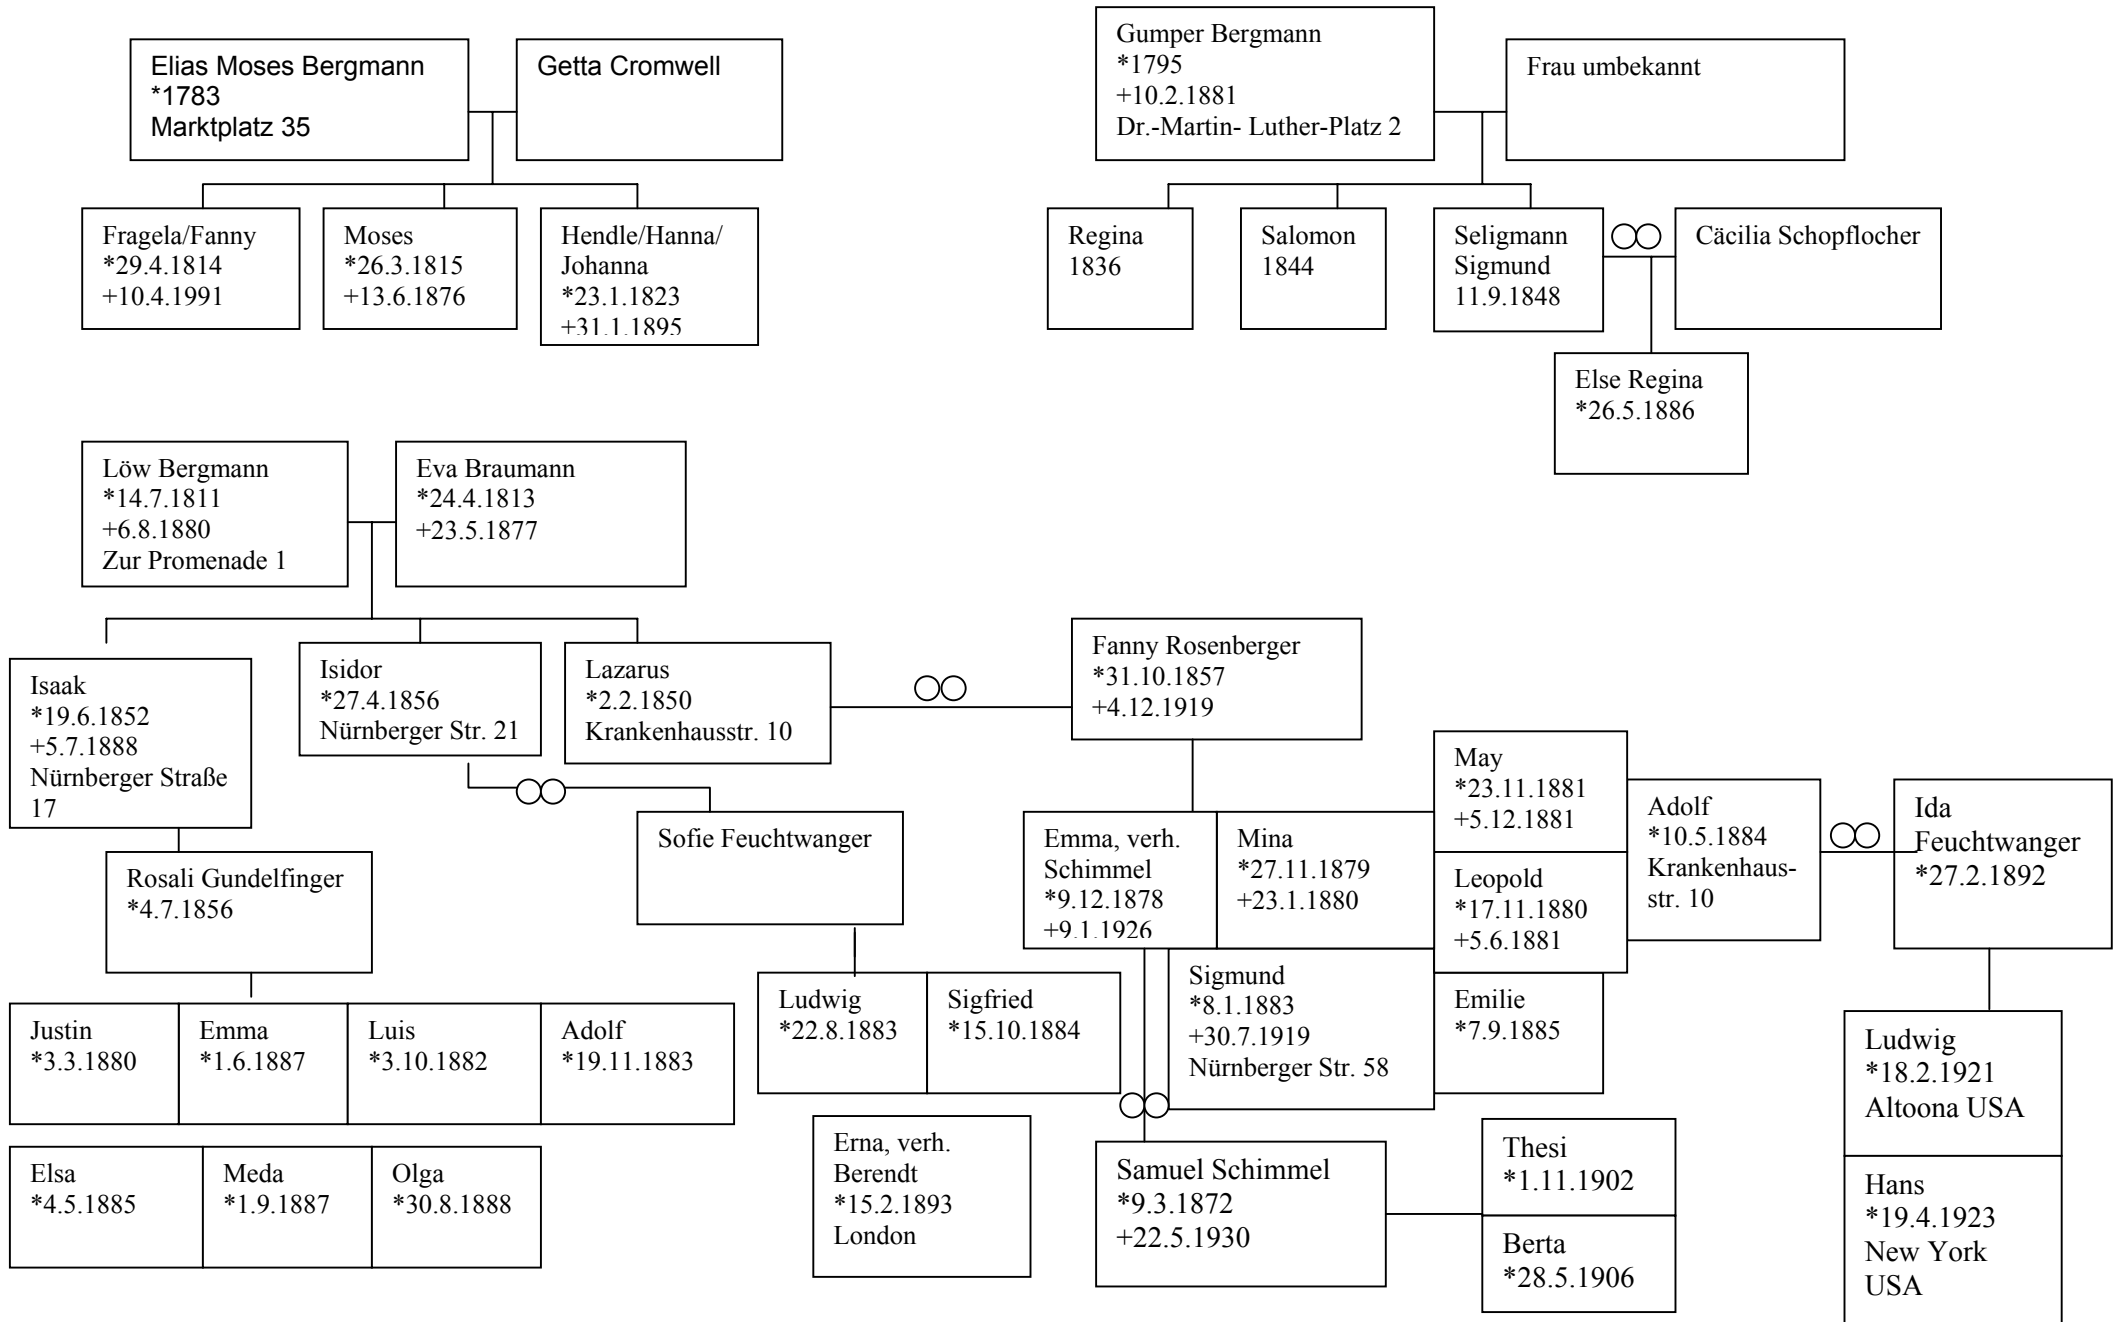 Elias Moses Bergmann
*1783
Marktplatz 35
Getta Cromwell
Gumper Bergmann
*1795
+10.2.1881
Dr.-Martin- Luther-Platz 2
Frau umbekannt
Fragela/Fanny
*29.4.1814
+10.4.1991
Moses
*26.3.1815
+13.6.1876
Hendle/Hanna/
Johanna
*23.1.1823
+31.1.1895
Regina
1836
Salomon
1844
Seligmann
Sigmund
11.9.1848
Cäcilia Schopflocher
Else Regina
*26.5.1886
Löw Bergmann
*14.7.1811
+6.8.1880
Zur Promenade 1
Eva Braumann
*24.4.1813
+23.5.1877
Isaak
*19.6.1852
+5.7.1888
Nürnberger Straße
17
Isidor
*27.4.1856
Nürnberger Str. 21
Lazarus
*2.2.1850
Krankenhausstr. 10
Fanny Rosenberger
*31.10.1857
+4.12.1919
Rosali Gundelfinger
*4.7.1856
Sofie Feuchtwanger
Emma, verh.
Schimmel
*9.12.1878
+9.1.1926
Mina
*27.11.1879
+23.1.1880
May
*23.11.1881
+5.12.1881
Leopold
*17.11.1880
+5.6.1881
Adolf
*10.5.1884
Krankenhaus-
str. 10
Ida
Feuchtwanger
*27.2.1892
Justin
*3.3.1880
Emma
*1.6.1887
Luis
*3.10.1882
Adolf
*19.11.1883
Ludwig
*22.8.1883
Sigfried
*15.10.1884
Sigmund
*8.1.1883
+30.7.1919
Nürnberger Str. 58
Emilie
*7.9.1885
Ludwig
*18.2.1921
Altoona USA
Elsa
*4.5.1885
Meda
*1.9.1887
Olga
*30.8.1888
Erna, verh.
Berendt
*15.2.1893
London
Samuel Schimmel
*9.3.1872
+22.5.1930
Thesi
*1.11.1902
Berta
*28.5.1906
Hans
*19.4.1923
New York
USA